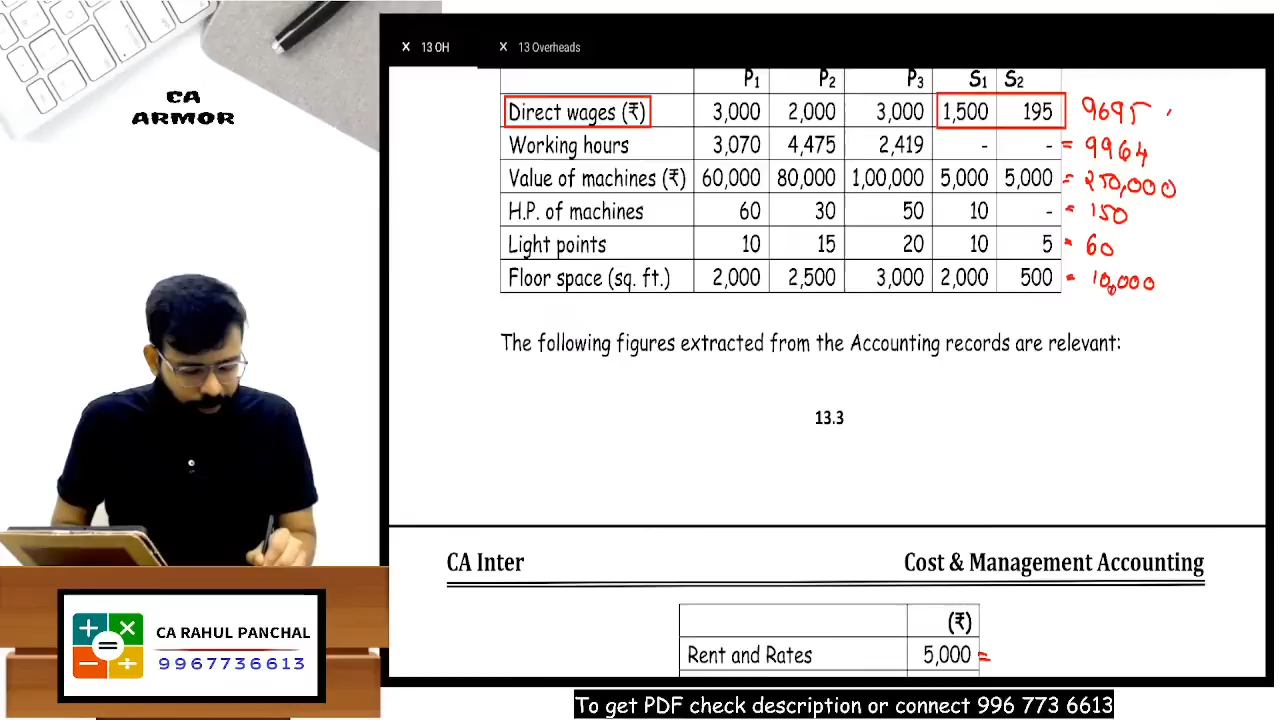 × 13 OH × 13 Overheads
CA
ARMOR
P1 P2 P3 S1 S2
Direct wages (₹) 3,000 2,000 3,000 1,500 195 9695
Working hours 3,070 4,475 2,419 - - = 9964
Value of machines (₹) 60,000 80,000 1,00,000 5,000 5,000 = 250,000
H.P. of machines 60 30 50 10 - = 150
Light points 10 15 20 10 5 = 60
Floor space (sq. ft.) 2,000 2,500 3,000 2,000 500 = 10,000
The following figures extracted from the Accounting records are relevant:
13.3
CA Inter Cost & Management Accounting
(₹)
Rent and Rates 5,000 =
+ × = - +
CA RAHUL PANCHAL
9967736613
To get PDF check description or connect 996 773 6613